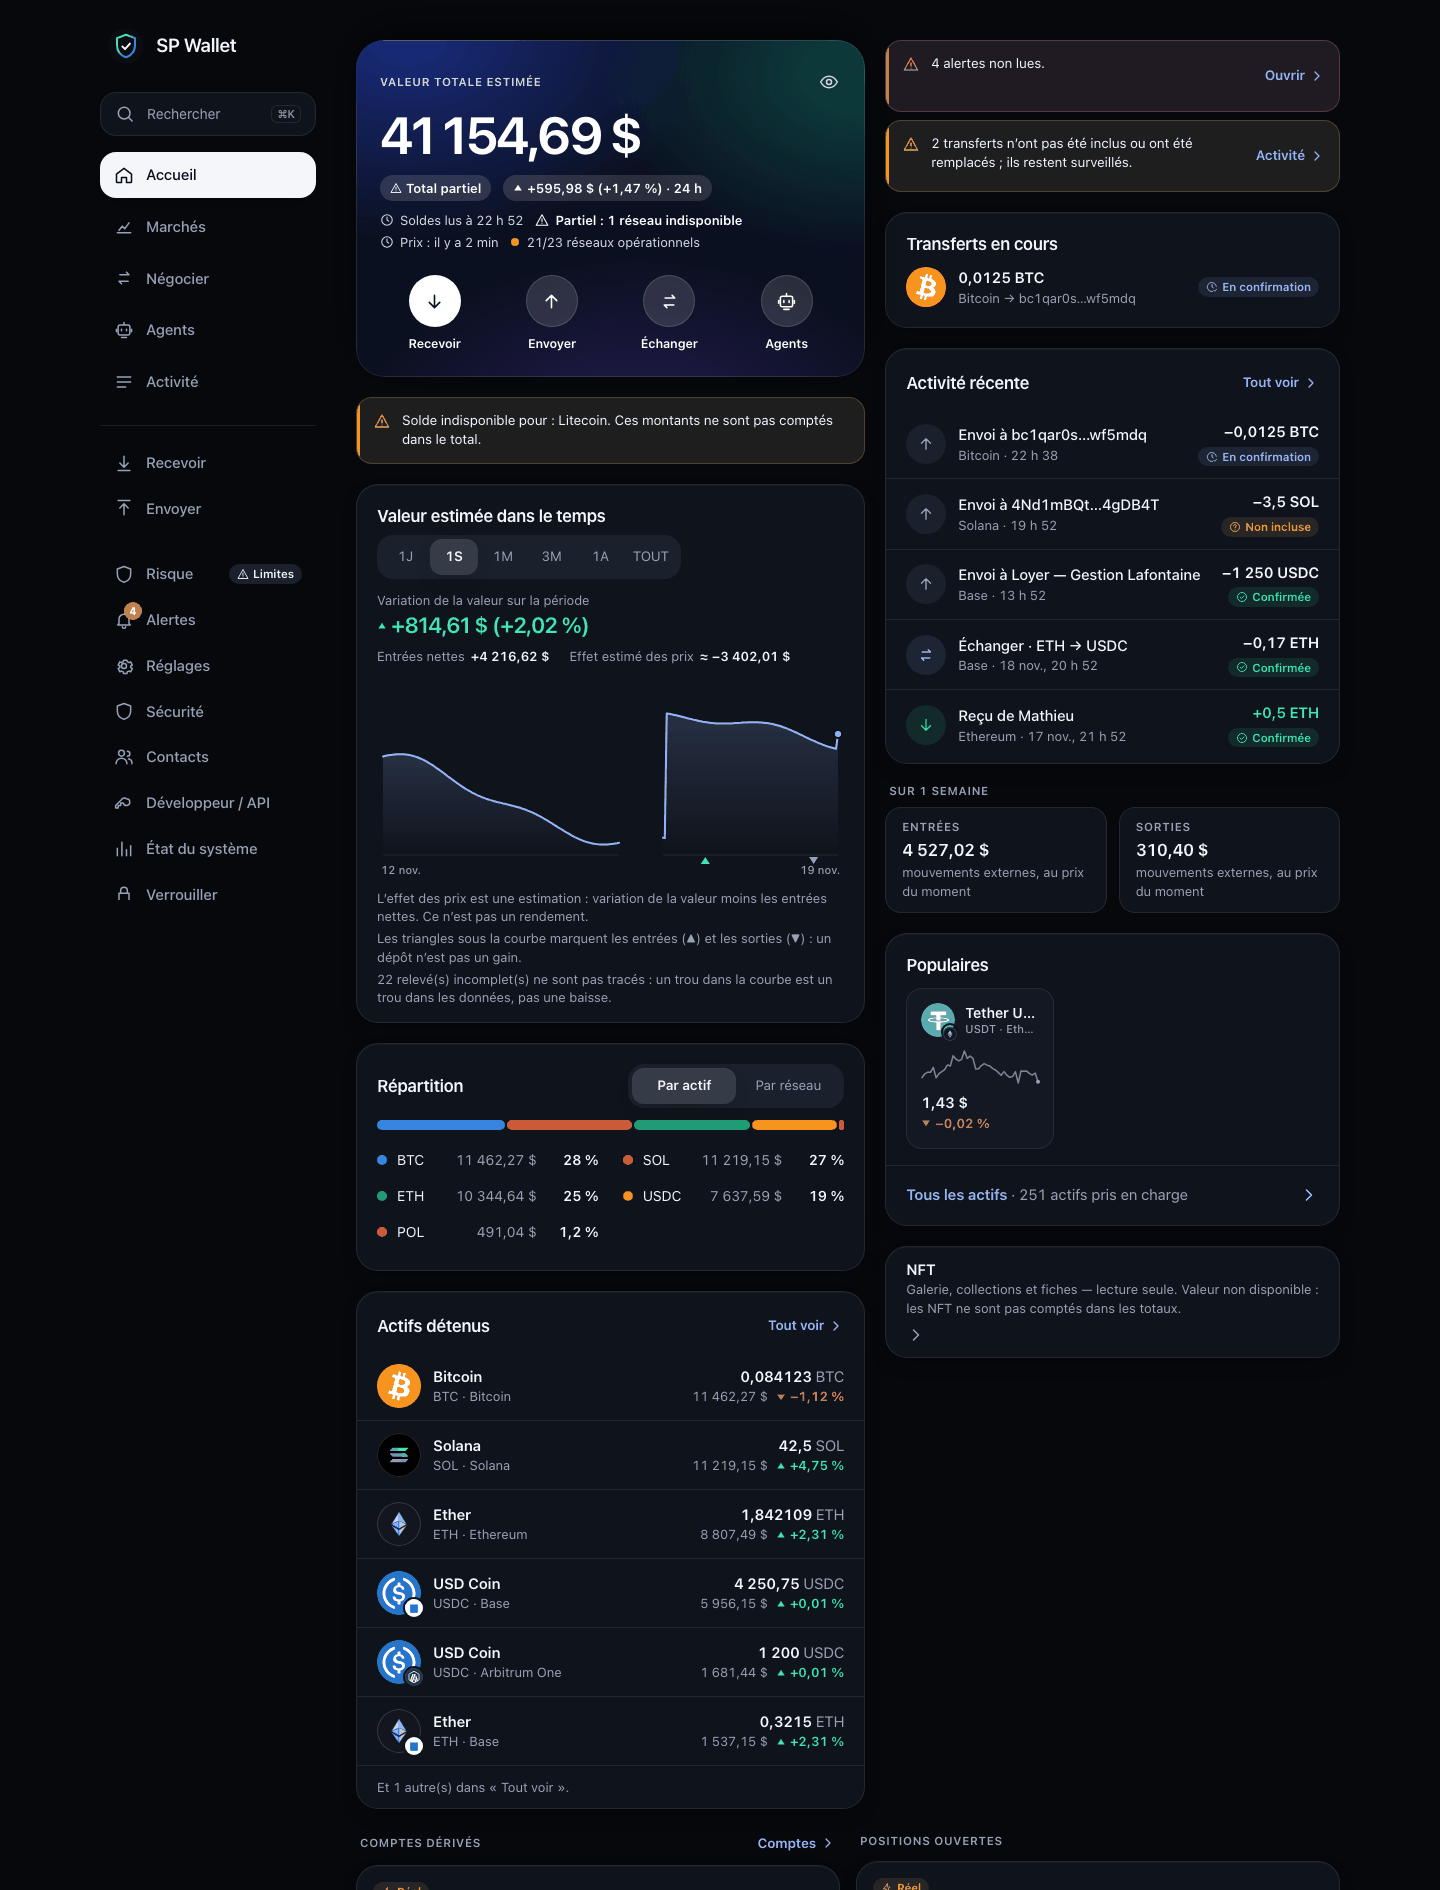 SP Wallet
Rechercher ⌘K
Accueil
Marchés
Négocier
Agents
Activité
Recevoir
Envoyer
Risque Limites
4
Alertes
Réglages
Sécurité
Contacts
Développeur / API
État du système
Verrouiller
VALEUR TOTALE ESTIMÉE
41 154,69 $
Total partiel ▲ +595,98 $ (+1,47 %) · 24 h
Soldes lus à 22 h 52 Partiel : 1 réseau indisponible
Prix : il y a 2 min 21/23 réseaux opérationnels
Recevoir Envoyer Échanger Agents
Solde indisponible pour : Litecoin. Ces montants ne sont pas comptés
dans le total.
Valeur estimée dans le temps
1J 1S 1M 3M 1A TOUT
Variation de la valeur sur la période
▲ +814,61 $ (+2,02 %)
Entrées nettes +4 216,62 $ Effet estimé des prix ≈ −3 402,01 $
12 nov. 19 nov.
L’effet des prix est une estimation : variation de la valeur moins les entrées
nettes. Ce n’est pas un rendement.
Les triangles sous la courbe marquent les entrées (▲) et les sorties (▼) : un
dépôt n’est pas un gain.
22 relevé(s) incomplet(s) ne sont pas tracés : un trou dans la courbe est un
trou dans les données, pas une baisse.
Répartition
Par actif Par réseau
BTC 11 462,27 $ 28 % SOL 11 219,15 $ 27 %
ETH 10 344,64 $ 25 % USDC 7 637,59 $ 19 %
POL 491,04 $ 1,2 %
Actifs détenus Tout voir
Bitcoin 0,084123 BTC
BTC · Bitcoin 11 462,27 $ ▼ −1,12 %
Solana 42,5 SOL
SOL · Solana 11 219,15 $ ▲ +4,75 %
Ether 1,842109 ETH
ETH · Ethereum 8 807,49 $ ▲ +2,31 %
USD Coin 4 250,75 USDC
USDC · Base 5 956,15 $ ▲ +0,01 %
USD Coin 1 200 USDC
USDC · Arbitrum One 1 681,44 $ ▲ +0,01 %
Ether 0,3215 ETH
ETH · Base 1 537,15 $ ▲ +2,31 %
Et 1 autre(s) dans « Tout voir ».
COMPTES DÉRIVÉS Comptes
Réel
4 alertes non lues.
Ouvrir
2 transferts n’ont pas été inclus ou ont été
remplacés ; ils restent surveillés.
Activité
Transferts en cours
0,0125 BTC
Bitcoin → bc1qar0s…wf5mdq
En confirmation
Activité récente Tout voir
Envoi à bc1qar0s…wf5mdq −0,0125 BTC
Bitcoin · 22 h 38 En confirmation
Envoi à 4Nd1mBQt…4gDB4T −3,5 SOL
Solana · 19 h 52 Non incluse
Envoi à Loyer — Gestion Lafontaine −1 250 USDC
Base · 13 h 52 Confirmée
Échanger · ETH → USDC −0,17 ETH
Base · 18 nov., 20 h 52 Confirmée
Reçu de Mathieu +0,5 ETH
Ethereum · 17 nov., 21 h 52 Confirmée
SUR 1 SEMAINE
ENTRÉES
4 527,02 $
mouvements externes, au prix
du moment
SORTIES
310,40 $
mouvements externes, au prix
du moment
Populaires
Tether U…
USDT · Eth…
1,43 $
▼ −0,02 %
Tous les actifs · 251 actifs pris en charge
NFT
Galerie, collections et fiches — lecture seule. Valeur non disponible :
les NFT ne sont pas comptés dans les totaux.
POSITIONS OUVERTES
Réel